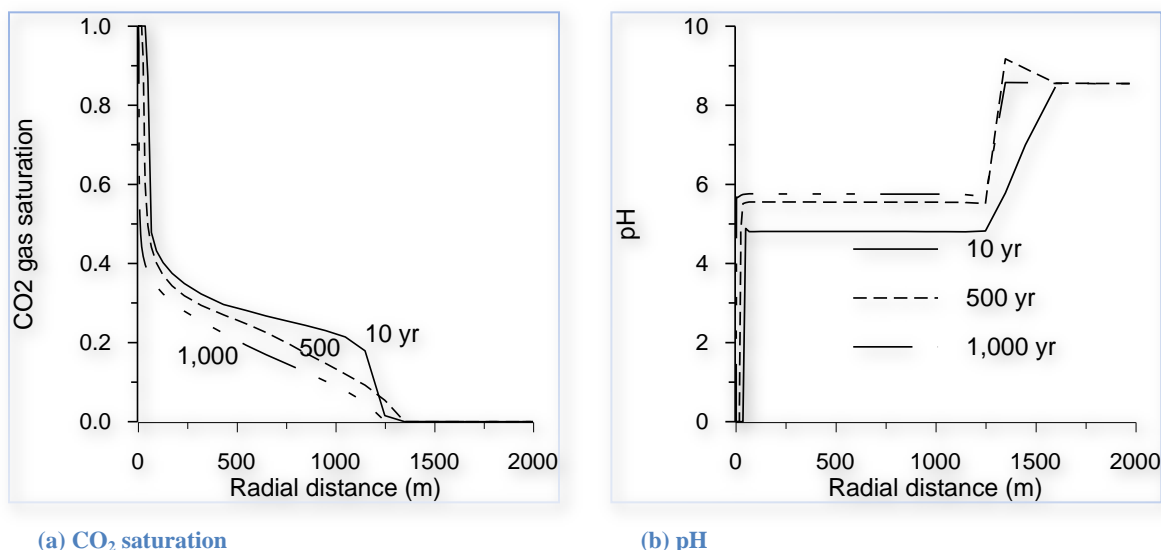 1.0
0.8
0.6
0.4
0.2
0.0
CO2 gas saturation
10 yr
500
1,000
0 500 1000 1500 2000
Radial distance (m)
(a) CO₂ saturation
10
8
6
4
2
0
pH
10 yr
500 yr
1,000 yr
0 500 1000 1500 2000
Radial distance (m)
(b) pH